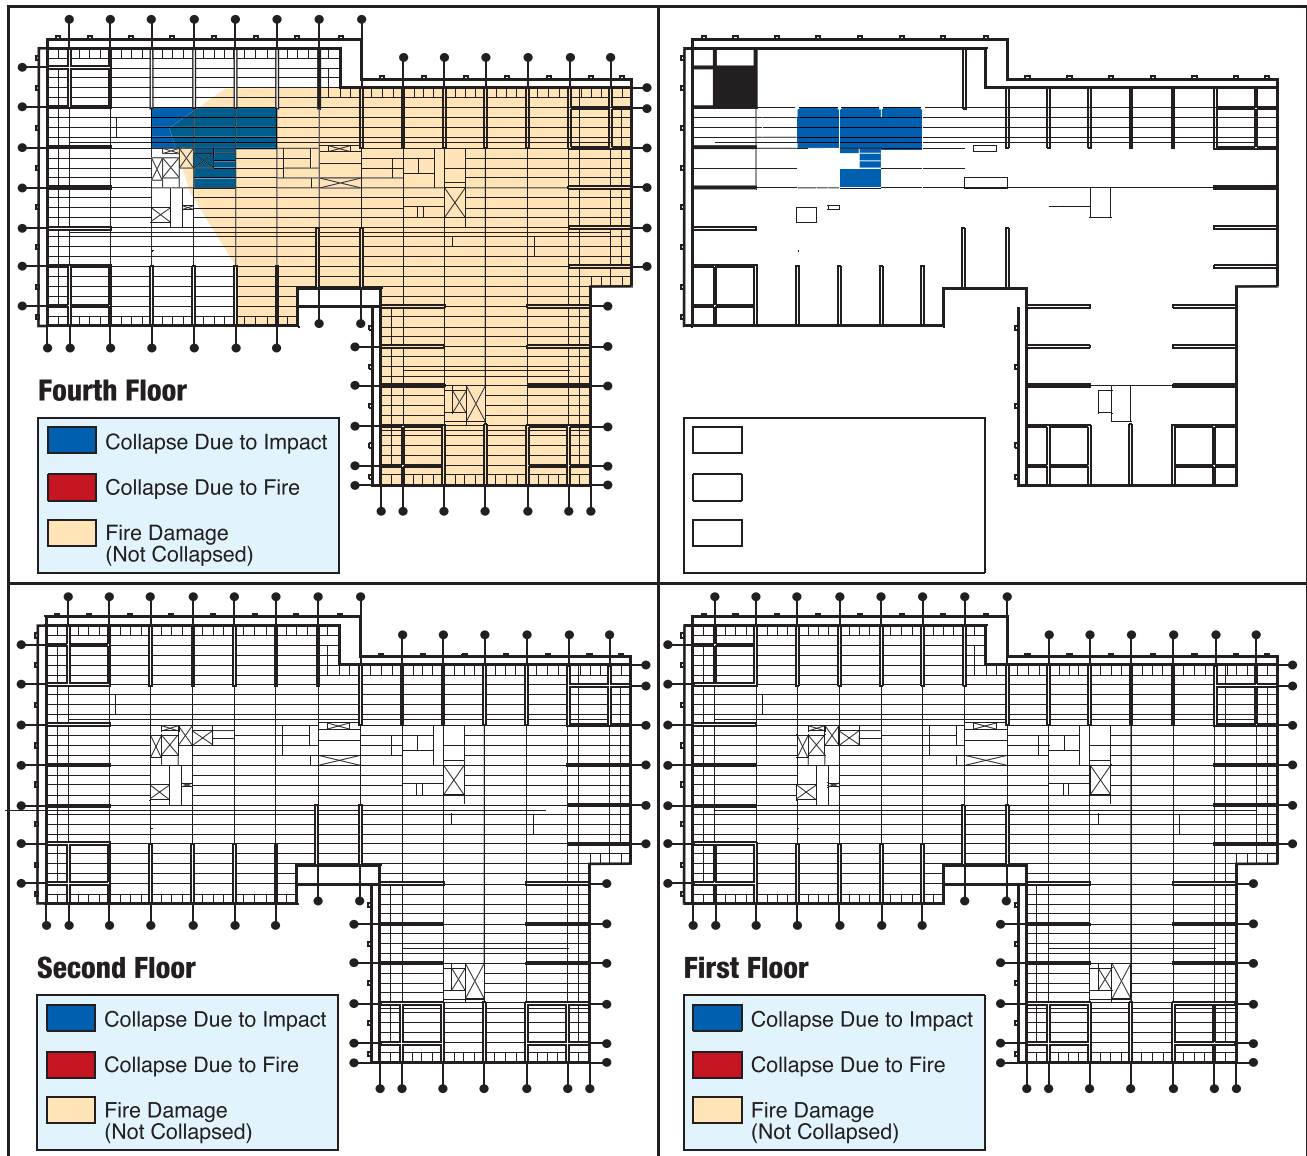 Fourth Floor
Collapse Due to Impact
Collapse Due to Fire
Fire Damage
(Not Collapsed)
Second Floor
Collapse Due to Impact
Collapse Due to Fire
Fire Damage
(Not Collapsed)
First Floor
Collapse Due to Impact
Collapse Due to Fire
Fire Damage
(Not Collapsed)